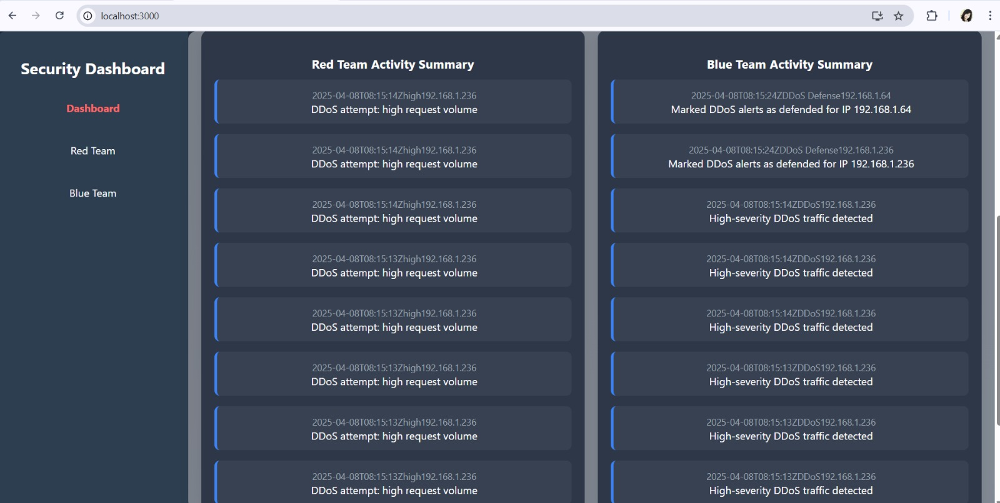 localhost:3000
Security Dashboard
Dashboard
Red Team
Blue Team
Red Team Activity Summary
2025-04-08T08:15:14Zhigh192.168.1.236
DDoS attempt: high request volume
2025-04-08T08:15:14Zhigh192.168.1.236
DDoS attempt: high request volume
2025-04-08T08:15:14Zhigh192.168.1.236
DDoS attempt: high request volume
2025-04-08T08:15:13Zhigh192.168.1.236
DDoS attempt: high request volume
2025-04-08T08:15:13Zhigh192.168.1.236
DDoS attempt: high request volume
2025-04-08T08:15:13Zhigh192.168.1.236
DDoS attempt: high request volume
2025-04-08T08:15:13Zhigh192.168.1.236
DDoS attempt: high request volume
2025-04-08T08:15:13Zhigh192.168.1.236
DDoS attempt: high request volume
Blue Team Activity Summary
2025-04-08T08:15:24ZDDoS Defense192.168.1.64
Marked DDoS alerts as defended for IP 192.168.1.64
2025-04-08T08:15:24ZDDoS Defense192.168.1.236
Marked DDoS alerts as defended for IP 192.168.1.236
2025-04-08T08:15:14ZDDoS192.168.1.236
High-severity DDoS traffic detected
2025-04-08T08:15:14ZDDoS192.168.1.236
High-severity DDoS traffic detected
2025-04-08T08:15:14ZDDoS192.168.1.236
High-severity DDoS traffic detected
2025-04-08T08:15:13ZDDoS192.168.1.236
High-severity DDoS traffic detected
2025-04-08T08:15:13ZDDoS192.168.1.236
High-severity DDoS traffic detected
2025-04-08T08:15:13ZDDoS192.168.1.236
High-severity DDoS traffic detected